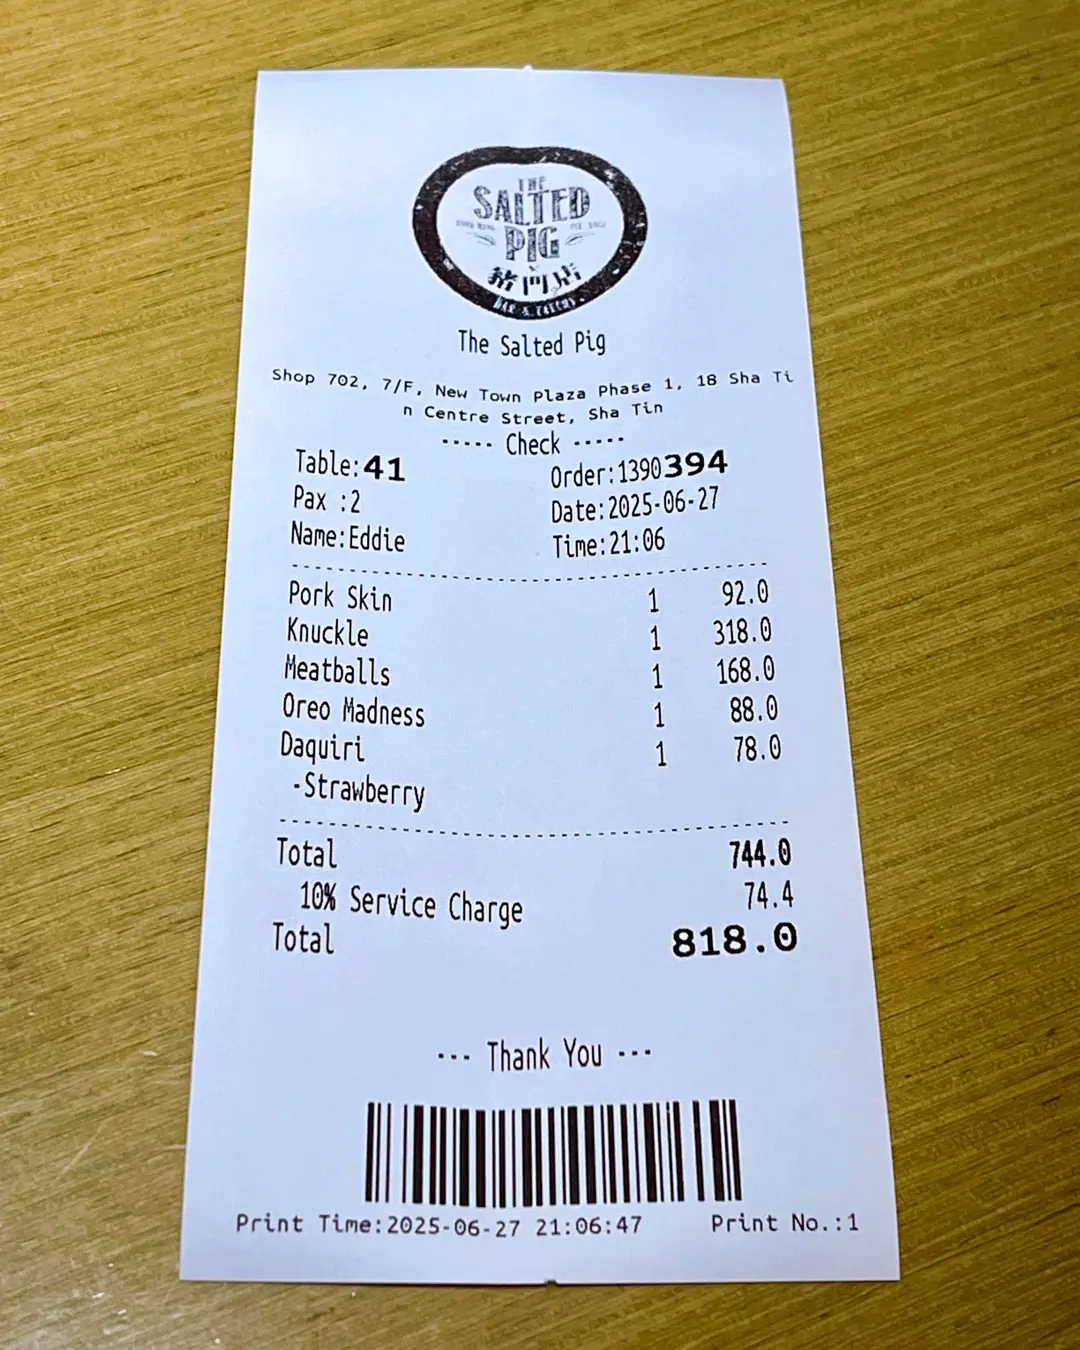 THE
SALTED
PIG
BAR & EATERY
The Salted Pig
Shop 702, 7/F, New Town Plaza Phase 1, 18 Sha Ti
n Centre Street, Sha Tin
----- Check -----
Table:41 Order:1390394
Pax :2 Date:2025-06-27
Name:Eddie Time:21:06
Pork Skin 1 92.0
Knuckle 1 318.0
Meatballs 1 168.0
Oreo Madness 1 88.0
Daquiri 1 78.0
-Strawberry
Total 744.0
10% Service Charge 74.4
Total 818.0
--- Thank You ---
Print Time:2025-06-27 21:06:47 Print No.:1